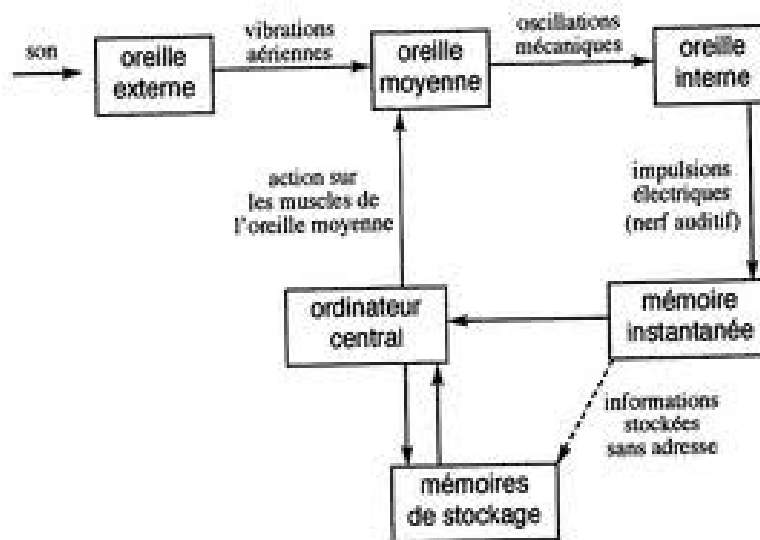 son
oreille
externe
vibrations
aériennes
oreille
moyenne
oscillations
mécaniques
oreille
interne
action sur
les muscles de
l'oreille moyenne
impulsions
électriques
(nerf auditif)
ordinateur
central
mémoire
instantanée
informations
stockées
sans adresse
mémoires
de stockage